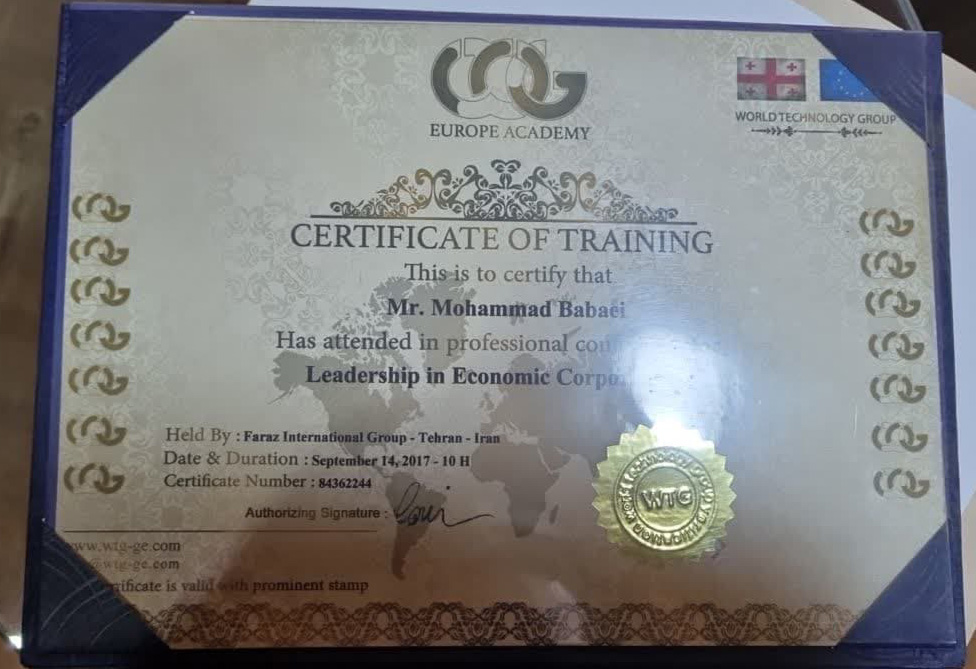 WTG
EUROPE ACADEMY
WORLD TECHNOLOGY GROUP
CERTIFICATE OF TRAINING
This is to certify that
Mr. Mohammad Babaei
Has attended in professional
Leadership in Economic
Held By : Faraz International Group - Tehran - Iran
Date & Duration : September 14, 2017 - 10 H
Certificate Number : 84362244
Authorizing Signature :
WTG
www.wtg-ge.com
wtg-ge.com
is valid with prominent stamp